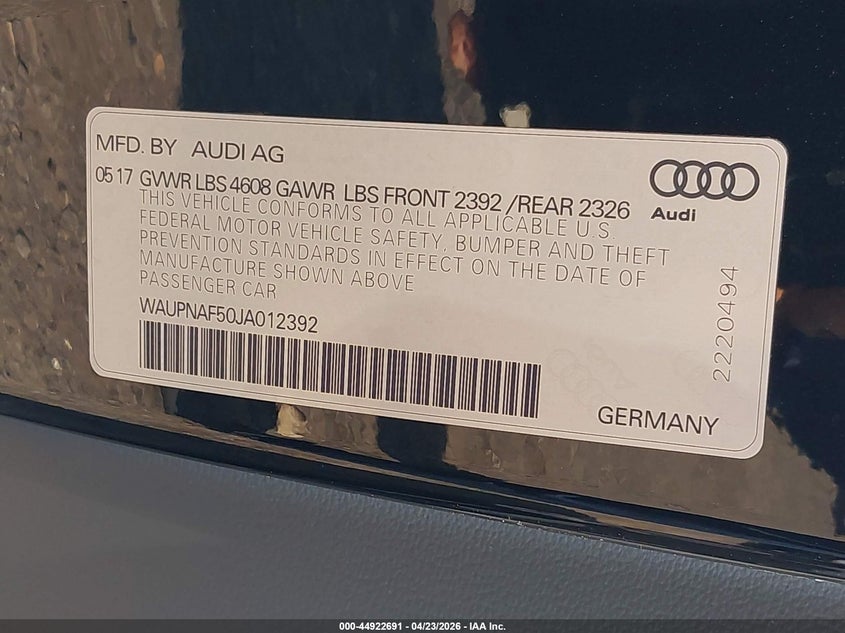 MFD. BY AUDI AG
05 17 GVWR LBS 4608 GAWR LBS FRONT 2392 /REAR 2326
THIS VEHICLE CONFORMS TO ALL APPLICABLE U S
FEDERAL MOTOR VEHICLE SAFETY, BUMPER AND THEFT
PREVENTION STANDARDS IN EFFECT ON THE DATE OF
MANUFACTURE SHOWN ABOVE
PASSENGER CAR
WAUPNAF50JA012392
Audi
2220494
GERMANY
000-44922691 - 04/23/2026 - IAA Inc.